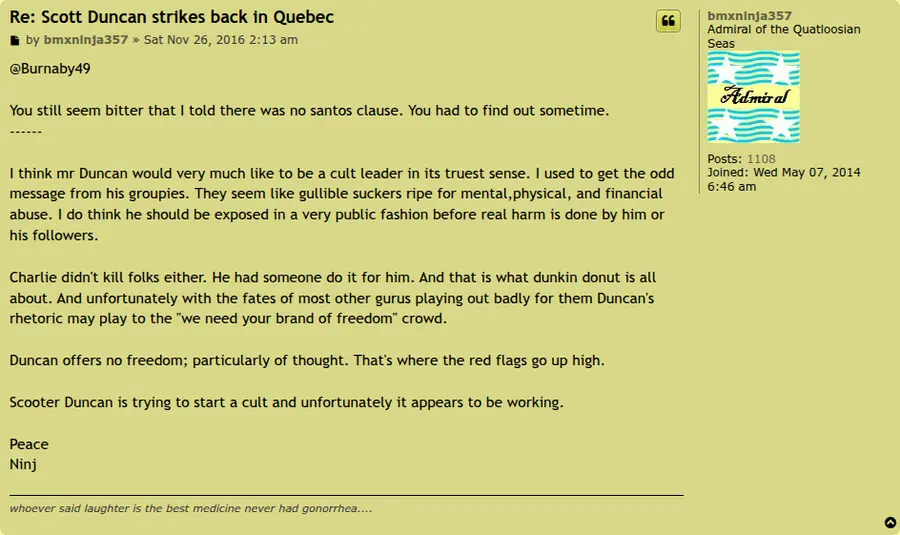 Re: Scott Duncan strikes back in Quebec
by bmxninja357 » Sat Nov 26, 2016 2:13 am
@Burnaby49
You still seem bitter that I told there was no santos clause. You had to find out sometime.
------
I think mr Duncan would very much like to be a cult leader in its truest sense. I used to get the odd
message from his groupies. They seem like gullible suckers ripe for mental,physical, and financial
abuse. I do think he should be exposed in a very public fashion before real harm is done by him or
his followers.
Charlie didn't kill folks either. He had someone do it for him. And that is what dunkin donut is all
about. And unfortunately with the fates of most other gurus playing out badly for them Duncan's
rhetoric may play to the "we need your brand of freedom" crowd.
Duncan offers no freedom; particularly of thought. That's where the red flags go up high.
Scooter Duncan is trying to start a cult and unfortunately it appears to be working.
Peace
Ninj
whoever said laughter is the best medicine never had gonorrhea....
bmxninja357
Admiral of the Quatloosian
Seas
Admiral
Posts: 1108
Joined: Wed May 07, 2014
6:46 am